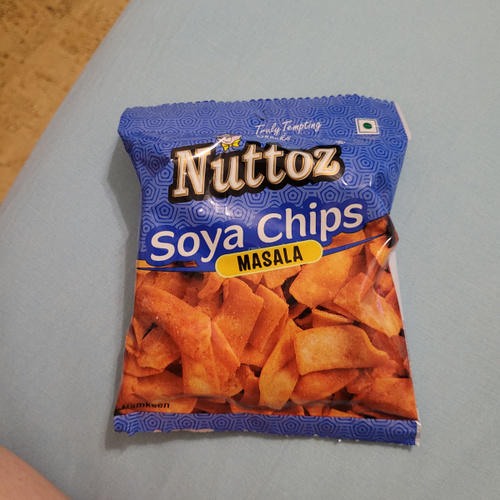 Truly Tempting
Nuttoz
Soya Chips
MASALA
Namkeen